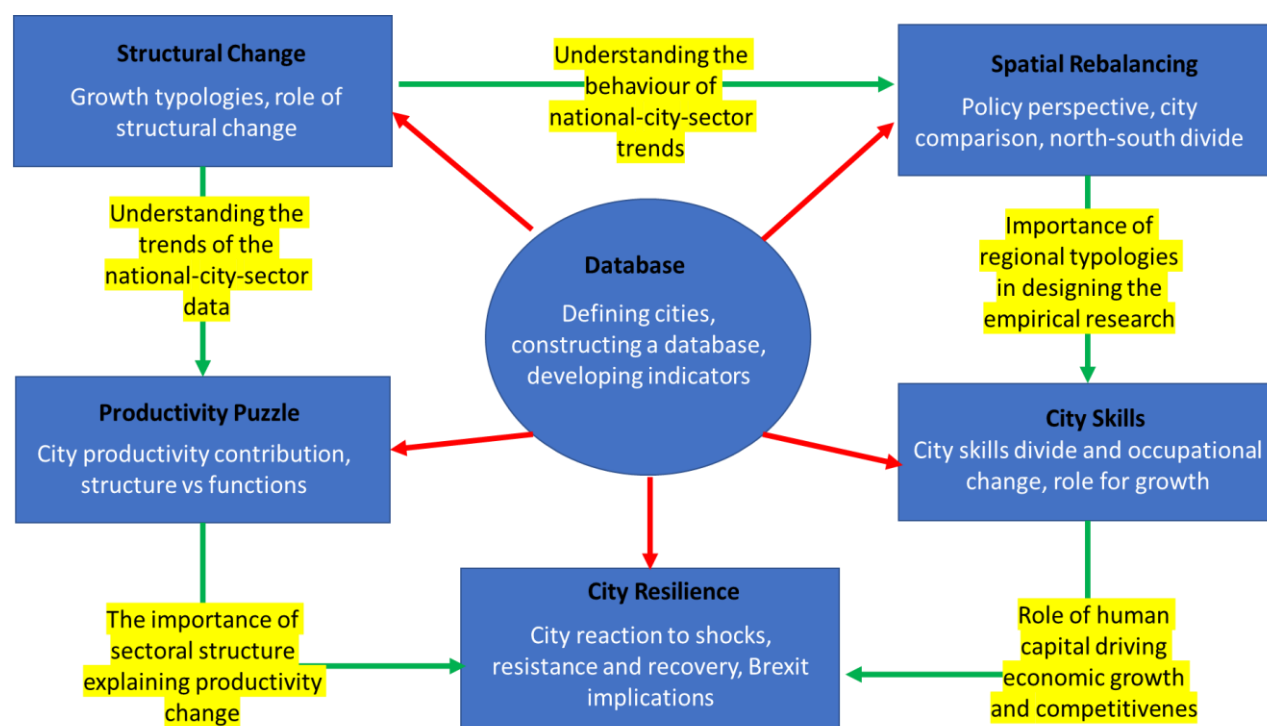 Structural Change
Growth typologies, role of
structural change
Understanding the
behaviour of
national-city-sector
trends
Spatial Rebalancing
Policy perspective, city
comparison, north-south divide
Understanding the
trends of the
national-city-sector
data
Database
Defining cities,
constructing a database,
developing indicators
Importance of
regional typologies
in designing the
empirical research
Productivity Puzzle
City productivity contribution,
structure vs functions
City Skills
City skills divide and occupational
change, role for growth
The importance of
sectoral structure
explaining productivity
change
City Resilience
City reaction to shocks,
resistance and recovery, Brexit
implications
Role of human
capital driving
economic growth
and competitivenes